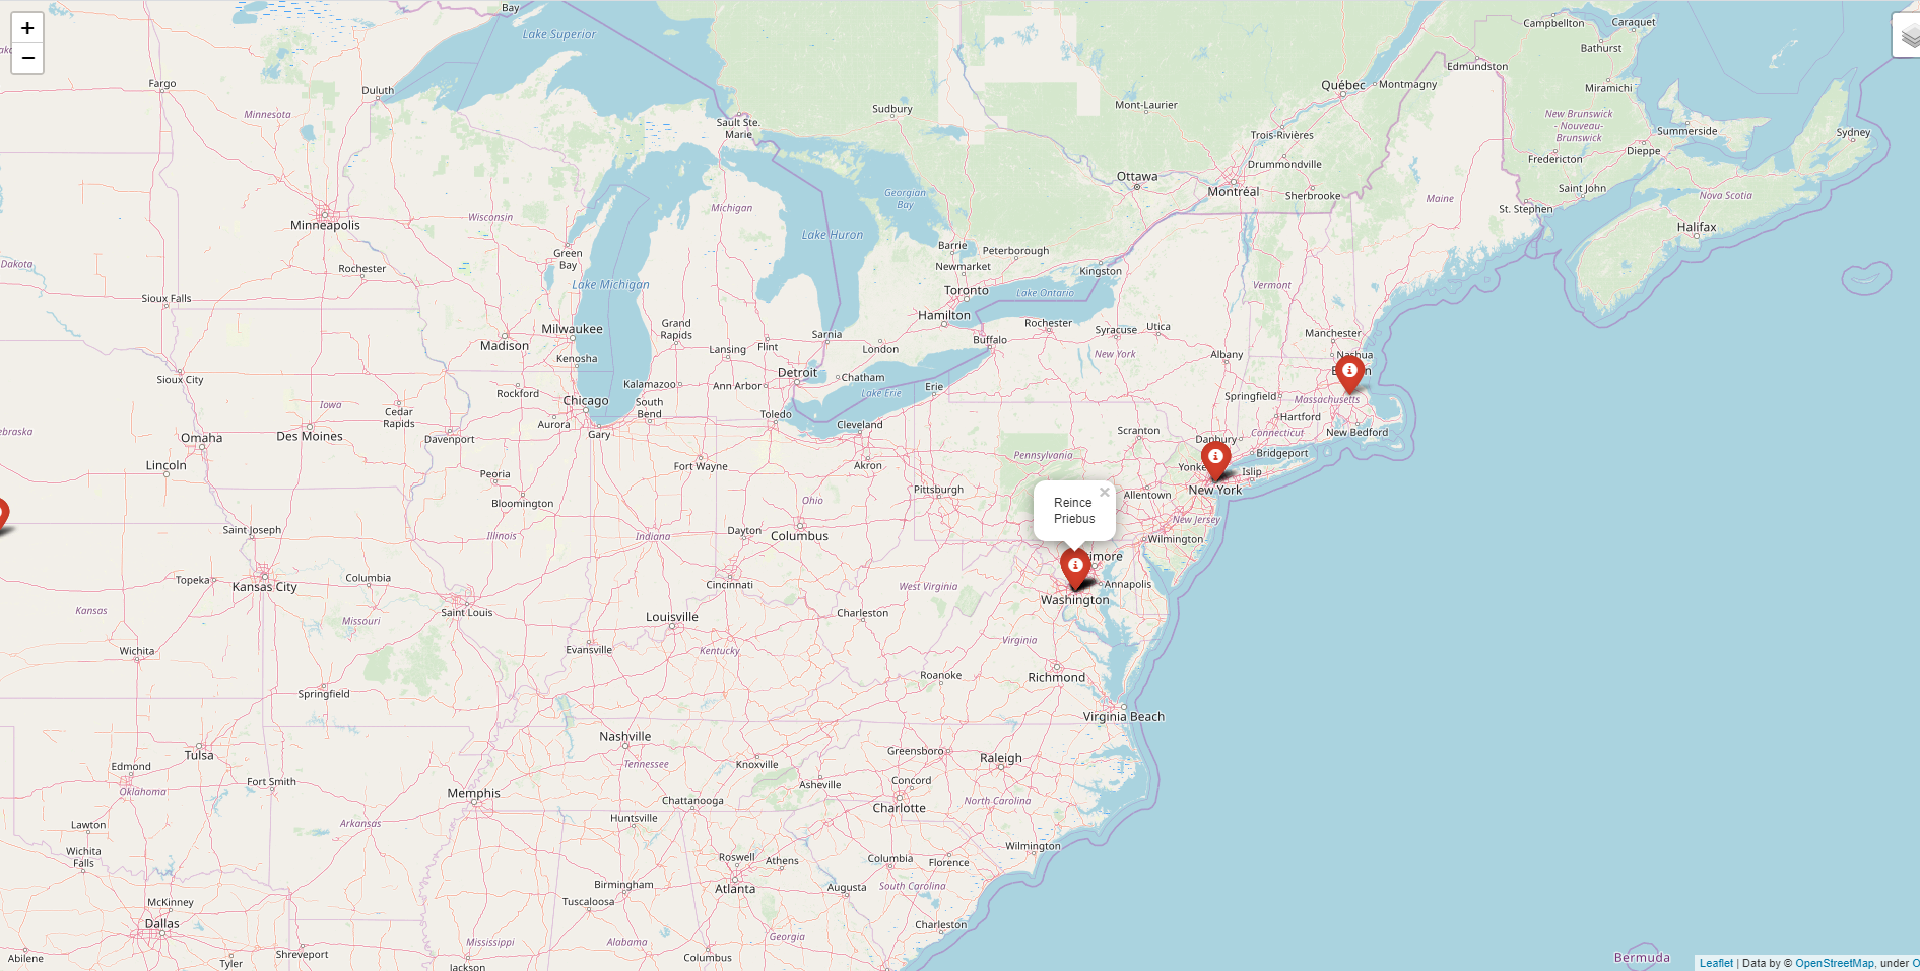 +
−
Bay
Lake Superior
Campbellton
Caraquet
Bathurst
Edmundston
Fargo
Duluth
Québec
Montmagny
Miramichi
Minnesota
Sudbury
Mont-Laurier
New Brunswick
- Nouveau-
Brunswick
Sault Ste.
Marie
Trois-Rivières
Summerside
Sydney
Dieppe
Fredericton
Drummondville
Ottawa
Montréal
Sherbrooke
Saint John
Georgian
Bay
Maine
Nova Scotia
St. Stephen
Michigan
Wisconsin
Minneapolis
Halifax
Lake Huron
Green
Bay
Barrie
Peterborough
Newmarket
Kingston
Dakota
Rochester
Lake Michigan
Vermont
Toronto
Lake Ontario
Sioux Falls
Hamilton
Milwaukee
Grand
Rapids
Rochester
Syracuse
Utica
Manchester
Sarnia
Madison
Lansing
Flint
London
Buffalo
New York
Albany
Nashua
Kenosha
Detroit
Chatham
Sioux City
Kalamazoo
Ann Arbor
Erie
Lake Erie
Rockford
Springfield
Massachusetts
Chicago
South
Bend
Iowa
Cedar
Rapids
Toledo
Hartford
Aurora
Gary
Cleveland
Scranton
Connecticut
New Bedford
Omaha
Des Moines
Davenport
Danbury
Bridgeport
Pennsylvania
Lincoln
Fort Wayne
Akron
Yonke
Islip
Peoria
Pittsburgh
Allentown
New York
Bloomington
Ohio
Reince
Priebus
×
New Jersey
Saint Joseph
Illinois
Indiana
Dayton
Columbus
Wilmington
imore
Topeka
Kansas City
Columbia
Cincinnati
West Virginia
Annapolis
Washington
Kansas
Missouri
Saint Louis
Louisville
Charleston
Virginia
Wichita
Evansville
Kentucky
Roanoke
Richmond
Springfield
Virginia Beach
Nashville
Greensboro
Raleigh
Tulsa
Edmond
Tennessee
Knoxville
Fort Smith
Asheville
Concord
Oklahoma
Memphis
Chattanooga
Charlotte
North Carolina
Lawton
Arkansas
Huntsville
Wichita
Falls
Wilmington
Roswell
Athens
Columbia
Florence
Birmingham
Atlanta
Augusta
South Carolina
McKinney
Tuscaloosa
Dallas
Charleston
Mississippi
Alabama
Georgia
Abilene
Tyler
Shreveport
Jackson
Columbus
Bermuda
Leaflet | Data by © OpenStreetMap, under O